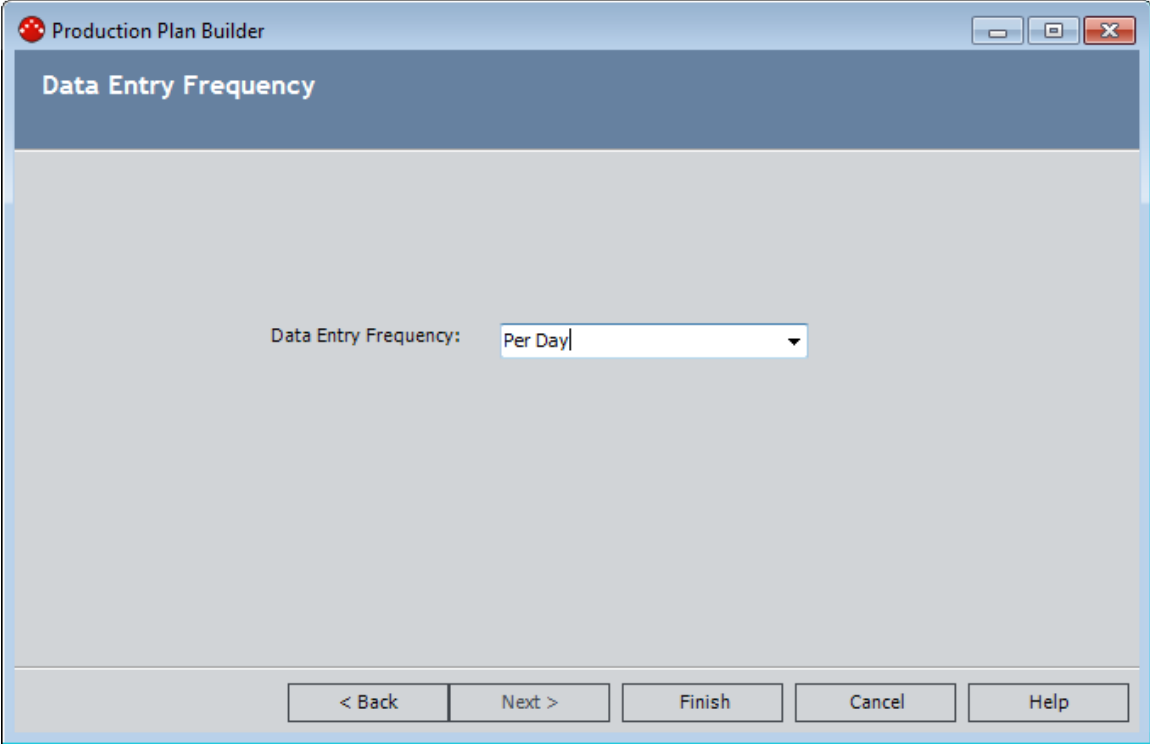 Production Plan Builder
Data Entry Frequency
Data Entry Frequency: Per Day
< Back Next > Finish Cancel Help